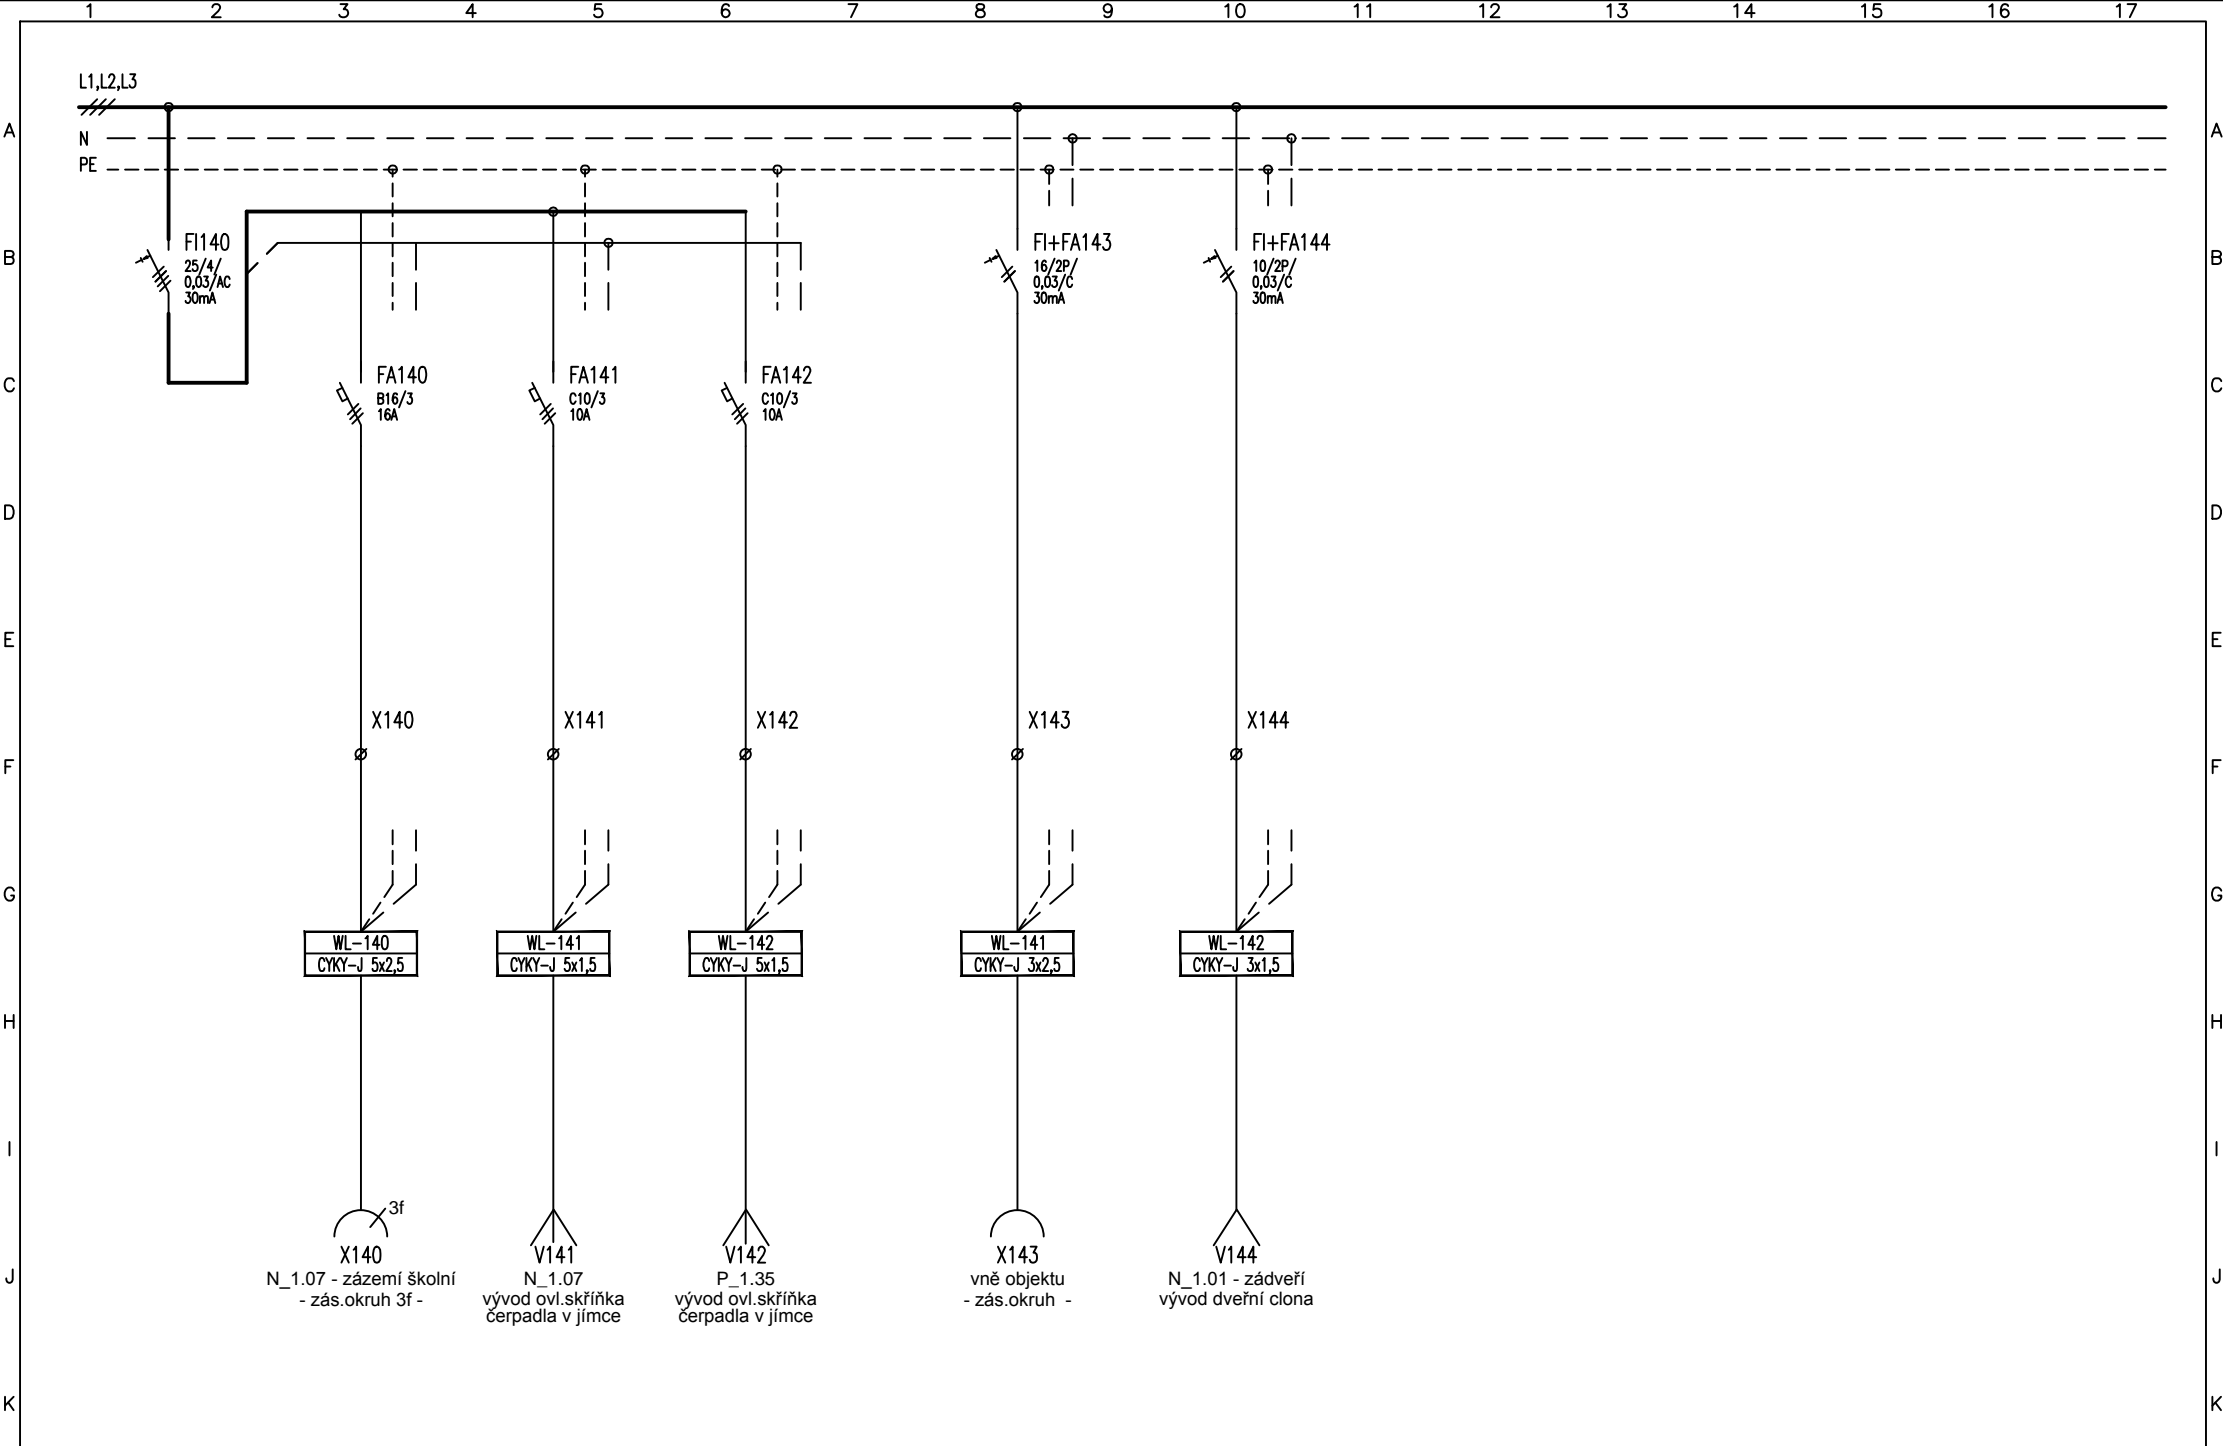 1 2 3 4 5 6 7 8 9 10 11 12 13 14 15 16 17
L1,L2,L3
A A
N
PE
FI140 FI+FA143 FI+FA144
B B
25/4/ 16/2P/ 10/2P/
0,03/AC 0,03/C 0,03/C
30mA 30mA 30mA
FA140 FA141 FA142
C C
B16/3 C10/3 C10/3
16A 10A 10A
D D
E E
X140 X141 X142 X143 X144
F F
G G
WL-140 WL-141 WL-142 WL-141 WL-142
CYKY-J 5x2,5 CYKY-J 5x1,5 CYKY-J 5x1,5 CYKY-J 3x2,5 CYKY-J 3x1,5
H H
I I
3f
X140 V141 V142 X143 V144
J J
N_1.07 - zázemí školní N_1.07 P_1.35 vně objektu N_1.01 - zádveří
- zás.okruh 3f - vývod ovl.skříňka vývod ovl.skříňka - zás.okruh - vývod dveřní clona
čerpadla v jímce čerpadla v jímce
K K